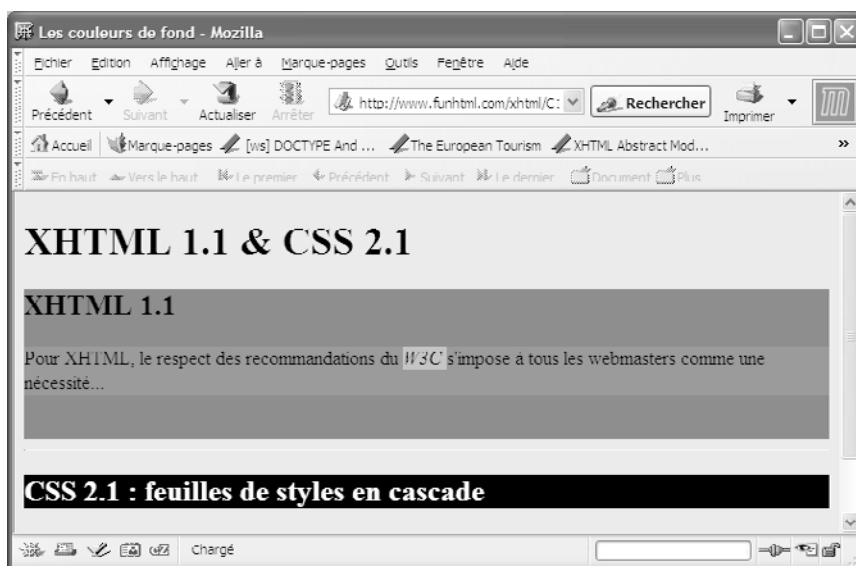 Les couleurs de fond - Mozilla
Fichier Edition Affichage Aller à Marque-pages Outils Fenêtre Aide
Précédent Suivant Actualiser Arrêter http://www.funhtml.com/xhtml/C: Rechercher Imprimer
Accueil Marque-pages [ws] DOCTYPE And ... The European Tourism XHTML Abstract Mod... »
En haut Vers le haut Le premier Précédent Suivant Le dernier Document Plus
XHTML 1.1 & CSS 2.1
XHTML 1.1
Pour XHTML, le respect des recommandations du W3C s'impose à tous les webmasters comme une
nécessité...
CSS 2.1 : feuilles de styles en cascade
Chargé